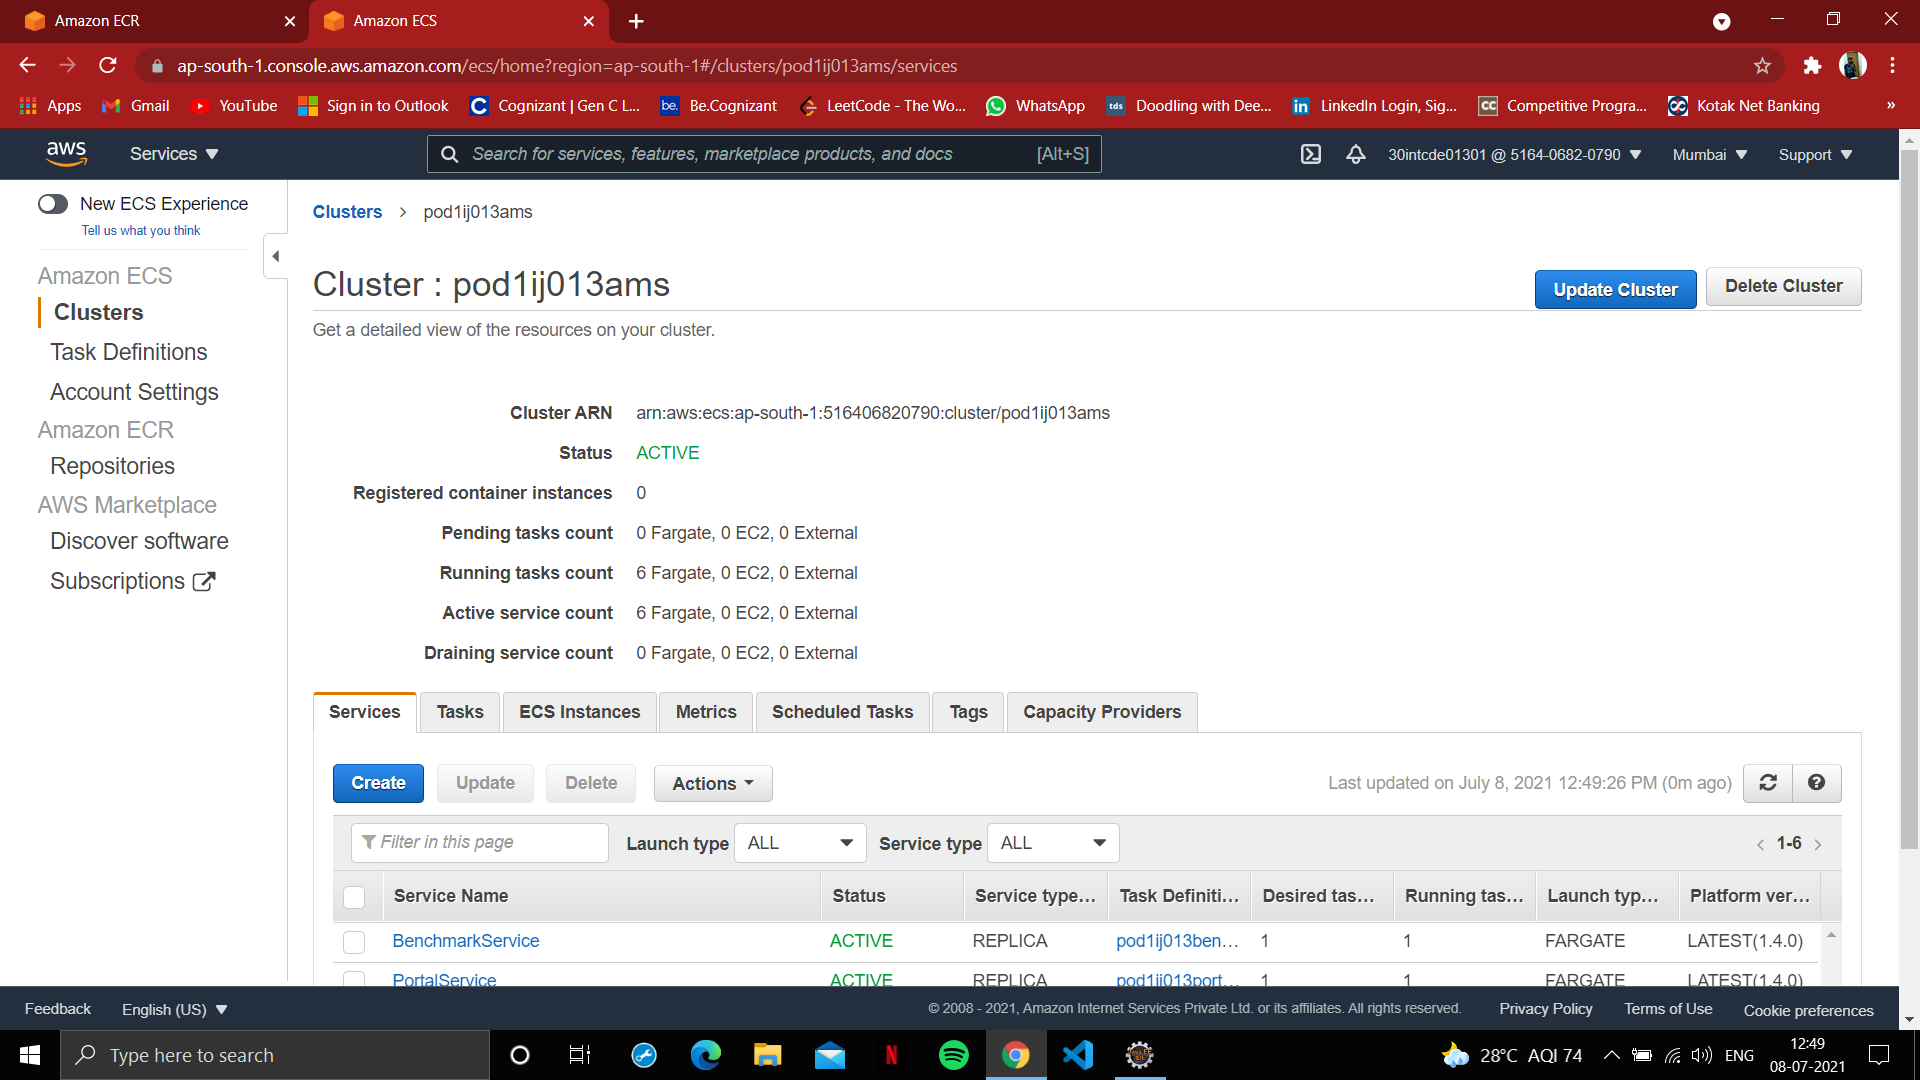 Amazon ECR
Amazon ECS
ap-south-1.console.aws.amazon.com/ecs/home?region=ap-south-1#/clusters/pod1ij013ams/services
Apps
Gmail
YouTube
Sign in to Outlook
Cognizant | Gen C L...
be. Be.Cognizant
LeetCode - The Wo...
WhatsApp
tds Doodling with Dee...
in LinkedIn Login, Sig...
CC Competitive Progra...
Kotak Net Banking
»
aws
Services
Search for services, features, marketplace products, and docs [Alt+S]
30intcde01301 @ 5164-0682-0790
Mumbai
Support
New ECS Experience
Tell us what you think
Amazon ECS
Clusters
Task Definitions
Account Settings
Amazon ECR
Repositories
AWS Marketplace
Discover software
Subscriptions
Clusters > pod1ij013ams
Cluster : pod1ij013ams
Update Cluster
Delete Cluster
Get a detailed view of the resources on your cluster.
Cluster ARN arn:aws:ecs:ap-south-1:516406820790:cluster/pod1ij013ams
Status ACTIVE
Registered container instances 0
Pending tasks count 0 Fargate, 0 EC2, 0 External
Running tasks count 6 Fargate, 0 EC2, 0 External
Active service count 6 Fargate, 0 EC2, 0 External
Draining service count 0 Fargate, 0 EC2, 0 External
Services Tasks ECS Instances Metrics Scheduled Tasks Tags Capacity Providers
Create Update Delete Actions
Last updated on July 8, 2021 12:49:26 PM (0m ago)
Filter in this page Launch type ALL Service type ALL < 1-6 >
Service Name Status Service type... Task Definiti... Desired tas... Running tas... Launch typ... Platform ver...
BenchmarkService ACTIVE REPLICA pod1ij013ben... 1 1 FARGATE LATEST(1.4.0)
PortalService ACTIVE REPLICA pod1ij013port... 1 1 FARGATE LATEST(1.4.0)
Feedback English (US)
© 2008 - 2021, Amazon Internet Services Private Ltd. or its affiliates. All rights reserved. Privacy Policy Terms of Use Cookie preferences
Type here to search
28°C AQI 74
ENG
12:49
08-07-2021